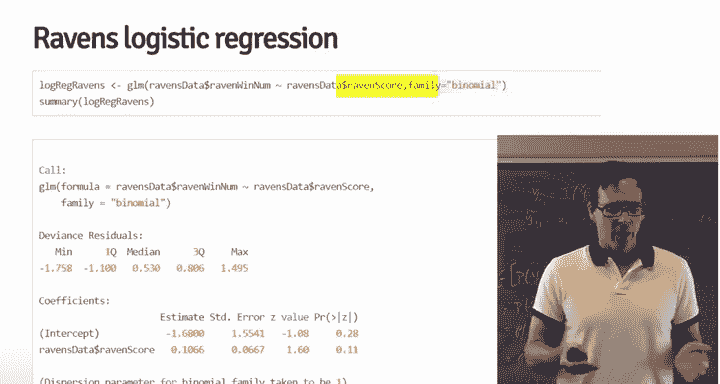 Ravens logistic regression
logRegRavens <- glm(ravensData$ravenWinNum ~ ravensData$ravenScore,family="binomial")
summary(logRegRavens)
Call:
glm(formula = ravensData$ravenWinNum ~ ravensData$ravenScore,
family = "binomial")
Deviance Residuals:
Min 1Q Median 3Q Max
-1.758 -1.100 0.530 0.806 1.495
Coefficients:
Estimate Std. Error z value Pr(>|z|)
(Intercept) -1.6800 1.5541 -1.08 0.28
ravensData$ravenScore 0.1066 0.0667 1.60 0.11
(Dispersion parameter for binomial family taken to be 1)